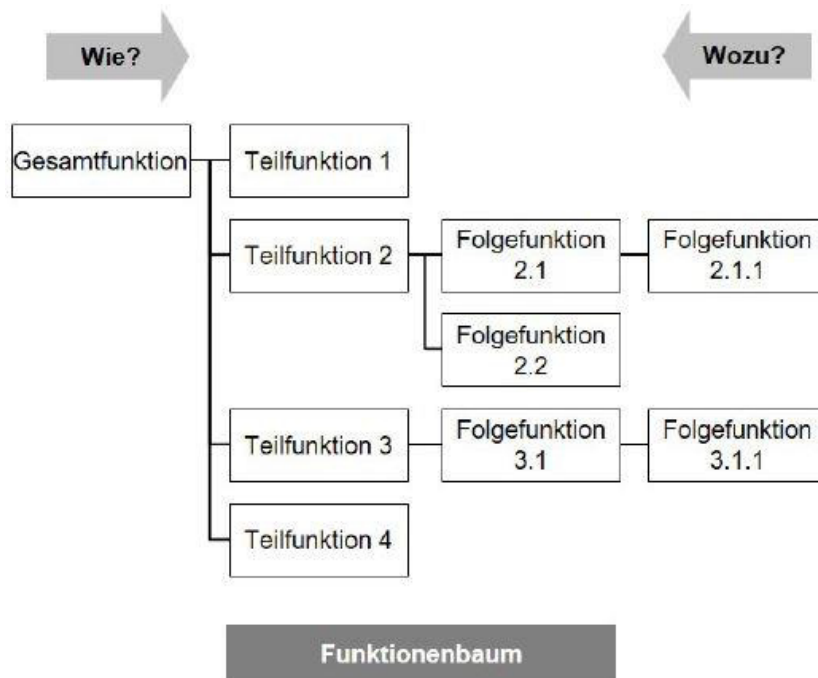 Wie?
Wozu?
Gesamtfunktion
Teilfunktion 1
Teilfunktion 2
Folgefunktion
2.1
Folgefunktion
2.1.1
Folgefunktion
2.2
Teilfunktion 3
Folgefunktion
3.1
Folgefunktion
3.1.1
Teilfunktion 4
Funktionenbaum